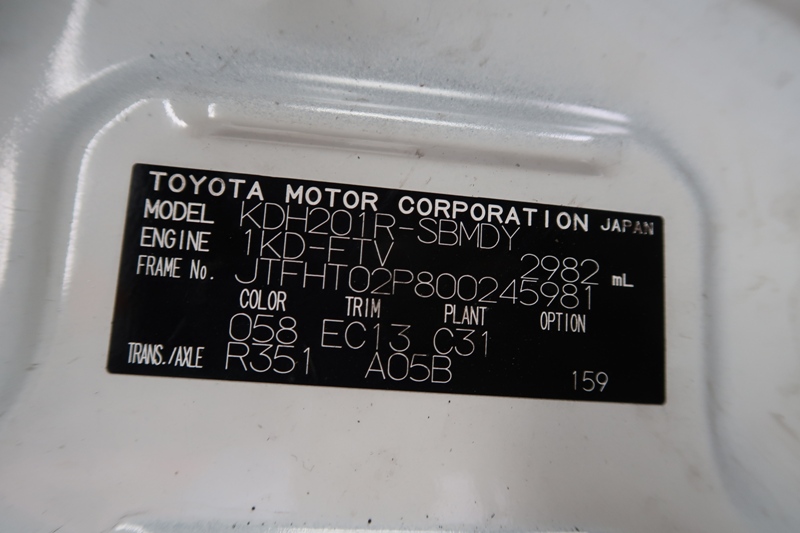 TOYOTA MOTOR CORPORATION JAPAN
MODEL KDH201R-SBMDY
ENGINE 1KD-FTV 2982 mL
FRAME No. JTFHT02P800245981
COLOR TRIM PLANT OPTION
058 EC13 C31
TRANS./AXLE R351 A05B 159